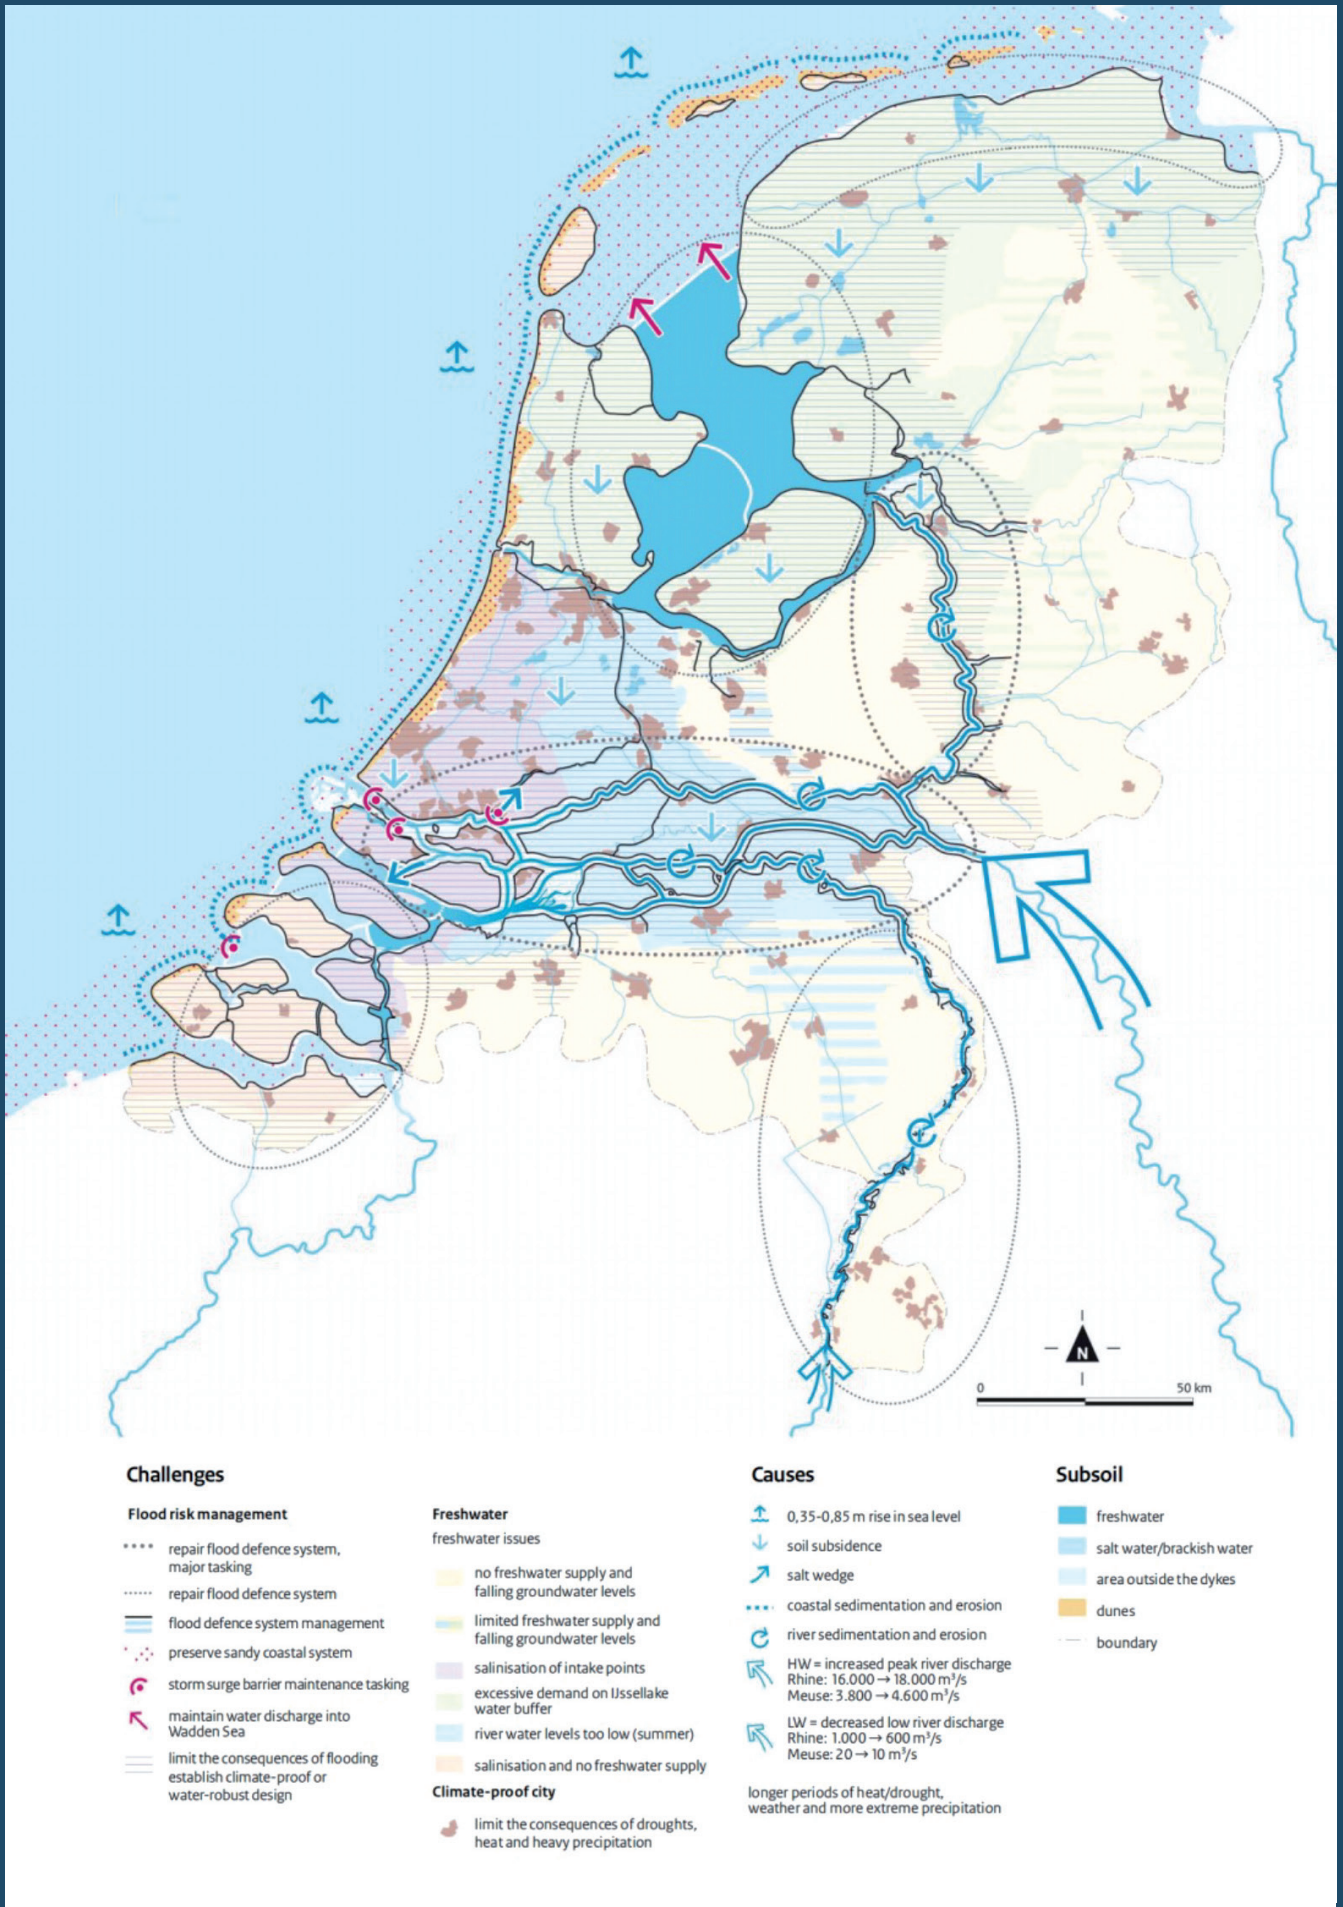 N
0
50 km
Challenges
Flood risk management
repair flood defence system,
major tasking
repair flood defence system
flood defence system management
preserve sandy coastal system
storm surge barrier maintenance tasking
maintain water discharge into
Wadden Sea
limit the consequences of flooding
establish climate-proof or
water-robust design
Freshwater
freshwater issues
no freshwater supply and
falling groundwater levels
limited freshwater supply and
falling groundwater levels
salinisation of intake points
excessive demand on IJssellake
water buffer
river water levels too low (summer)
salinisation and no freshwater supply
Climate-proof city
limit the consequences of droughts,
heat and heavy precipitation
Causes
0,35-0,85 m rise in sea level
soil subsidence
salt wedge
coastal sedimentation and erosion
river sedimentation and erosion
HW = increased peak river discharge
Rhine: 16.000 → 18.000 m³/s
Meuse: 3.800 → 4.600 m³/s
LW = decreased low river discharge
Rhine: 1.000 → 600 m³/s
Meuse: 20 → 10 m³/s
longer periods of heat/drought,
weather and more extreme precipitation
Subsoil
freshwater
salt water/brackish water
area outside the dykes
dunes
boundary